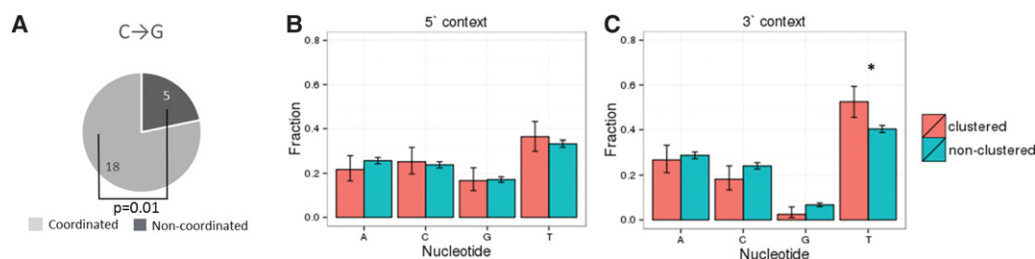 A
C→G
5
18
p=0.01
Coordinated
Non-coordinated
B
5` context
Fraction
0.8
0.6
0.4
0.2
0.0
A
C
G
T
Nucleotide
C
3` context
Fraction
0.8
0.6
0.4
0.2
0.0
*
A
C
G
T
Nucleotide
clustered
non-clustered